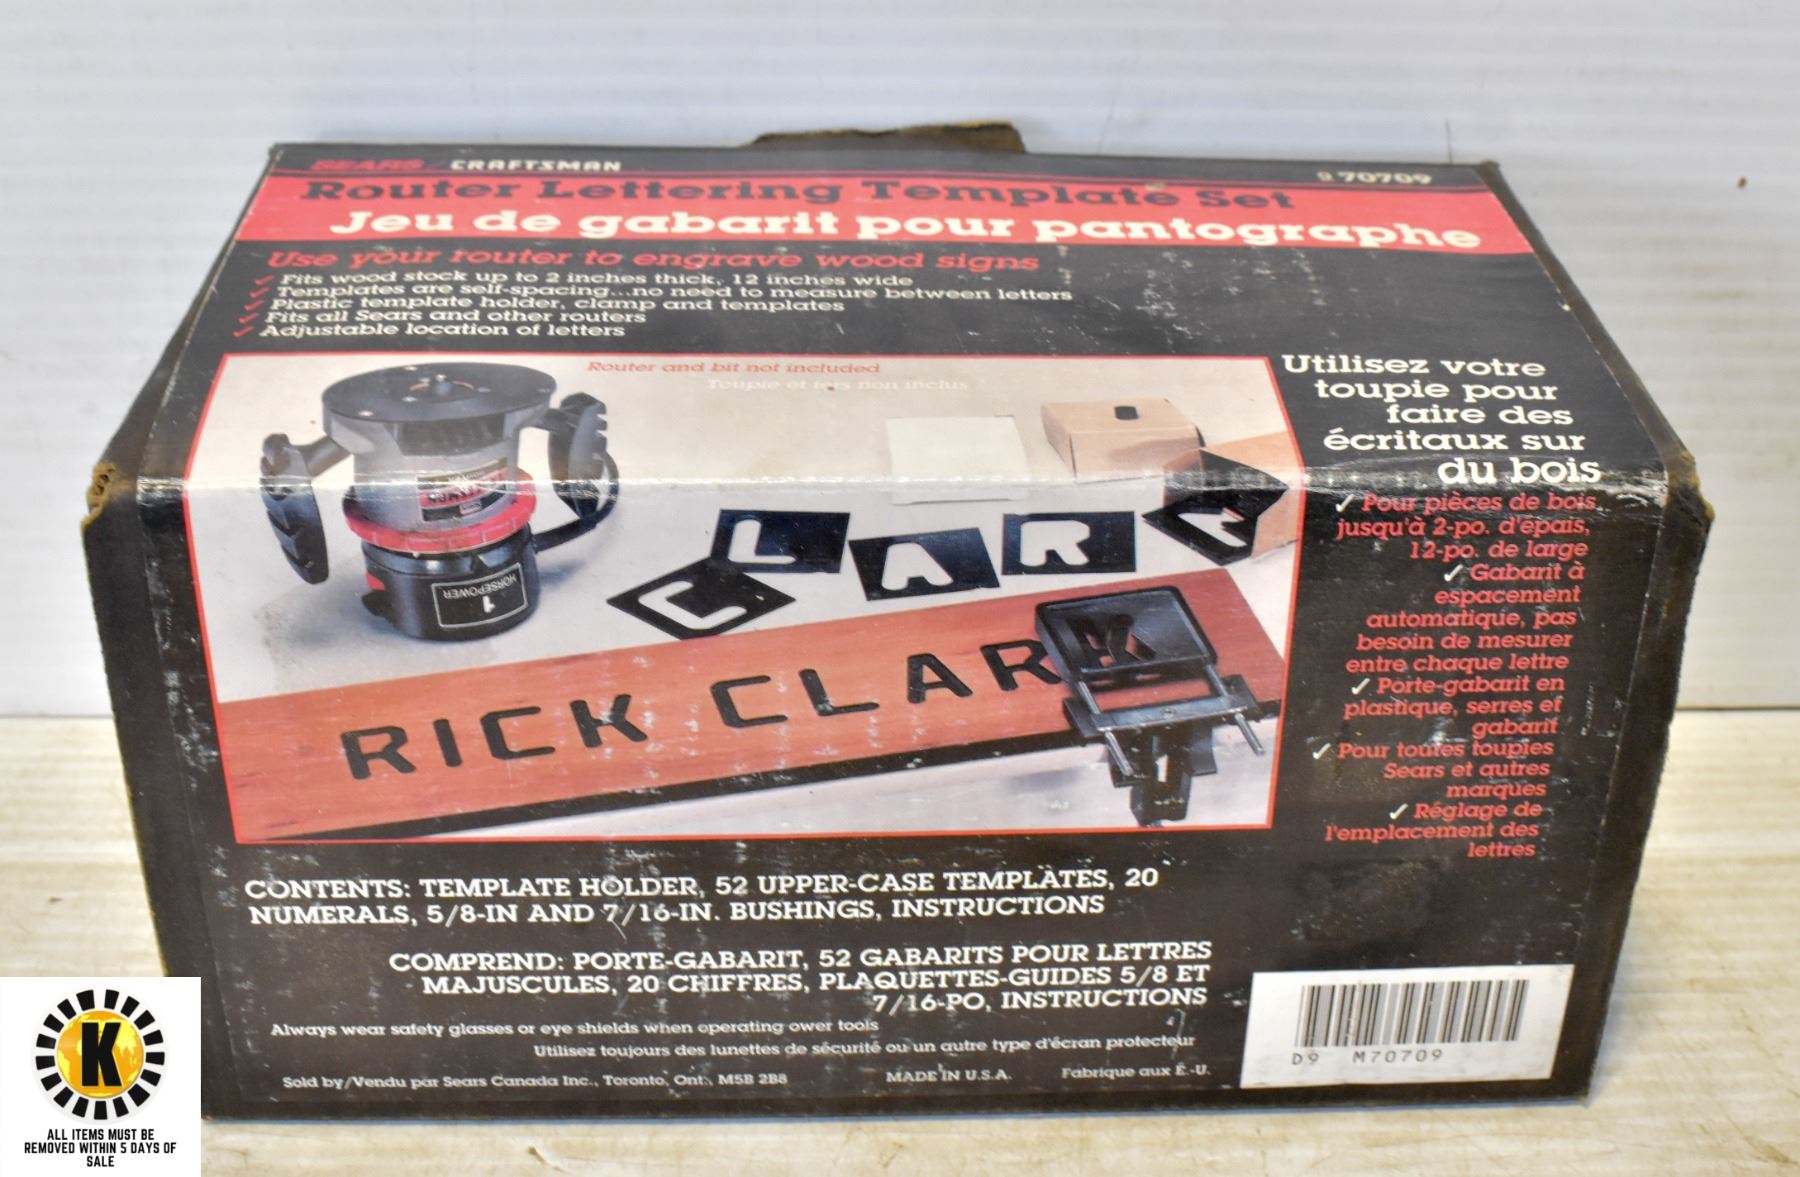 SEARS CRAFTSMAN
9 70709
Router Lettering Template Set
Jeu de gabarit pour pantographe
Use your router to engrave wood signs
Fits wood stock up to 2 inches thick, 12 inches wide
Templates are self-spacing...no need to measure between letters
Plastic template holder, clamp and templates
Fits all Sears and other routers
Adjustable location of letters
Router and bit not included
Toupie et fers non inclus
1
HORSEPOWER
C L A R K
RICK CLARK
Utilisez votre
toupie pour
faire des
écritaux sur
du bois
Pour pièces de bois
jusqu'à 2-po. d'épais,
12-po. de large
Gabarit à
espacement
automatique, pas
besoin de mesurer
entre chaque lettre
Porte-gabarit en
plastique, serres et
gabarit
Pour toutes toupies
Sears et autres
marques
Réglage de
l'emplacement des
lettres
CONTENTS: TEMPLATE HOLDER, 52 UPPER-CASE TEMPLATES, 20
NUMERALS, 5/8-IN AND 7/16-IN. BUSHINGS, INSTRUCTIONS
COMPREND: PORTE-GABARIT, 52 GABARITS POUR LETTRES
MAJUSCULES, 20 CHIFFRES, PLAQUETTES-GUIDES 5/8 ET
7/16-PO, INSTRUCTIONS
Always wear safety glasses or eye shields when operating ower tools
Utilisez toujours des lunettes de sécurité ou un autre type d'écran protecteur
Sold by/Vendu par Sears Canada Inc., Toronto, Ont., M5B 2B8
MADE IN U.S.A.
Fabrique aux É.-U.
D9 M70709
K
ALL ITEMS MUST BE
REMOVED WITHIN 5 DAYS OF
SALE